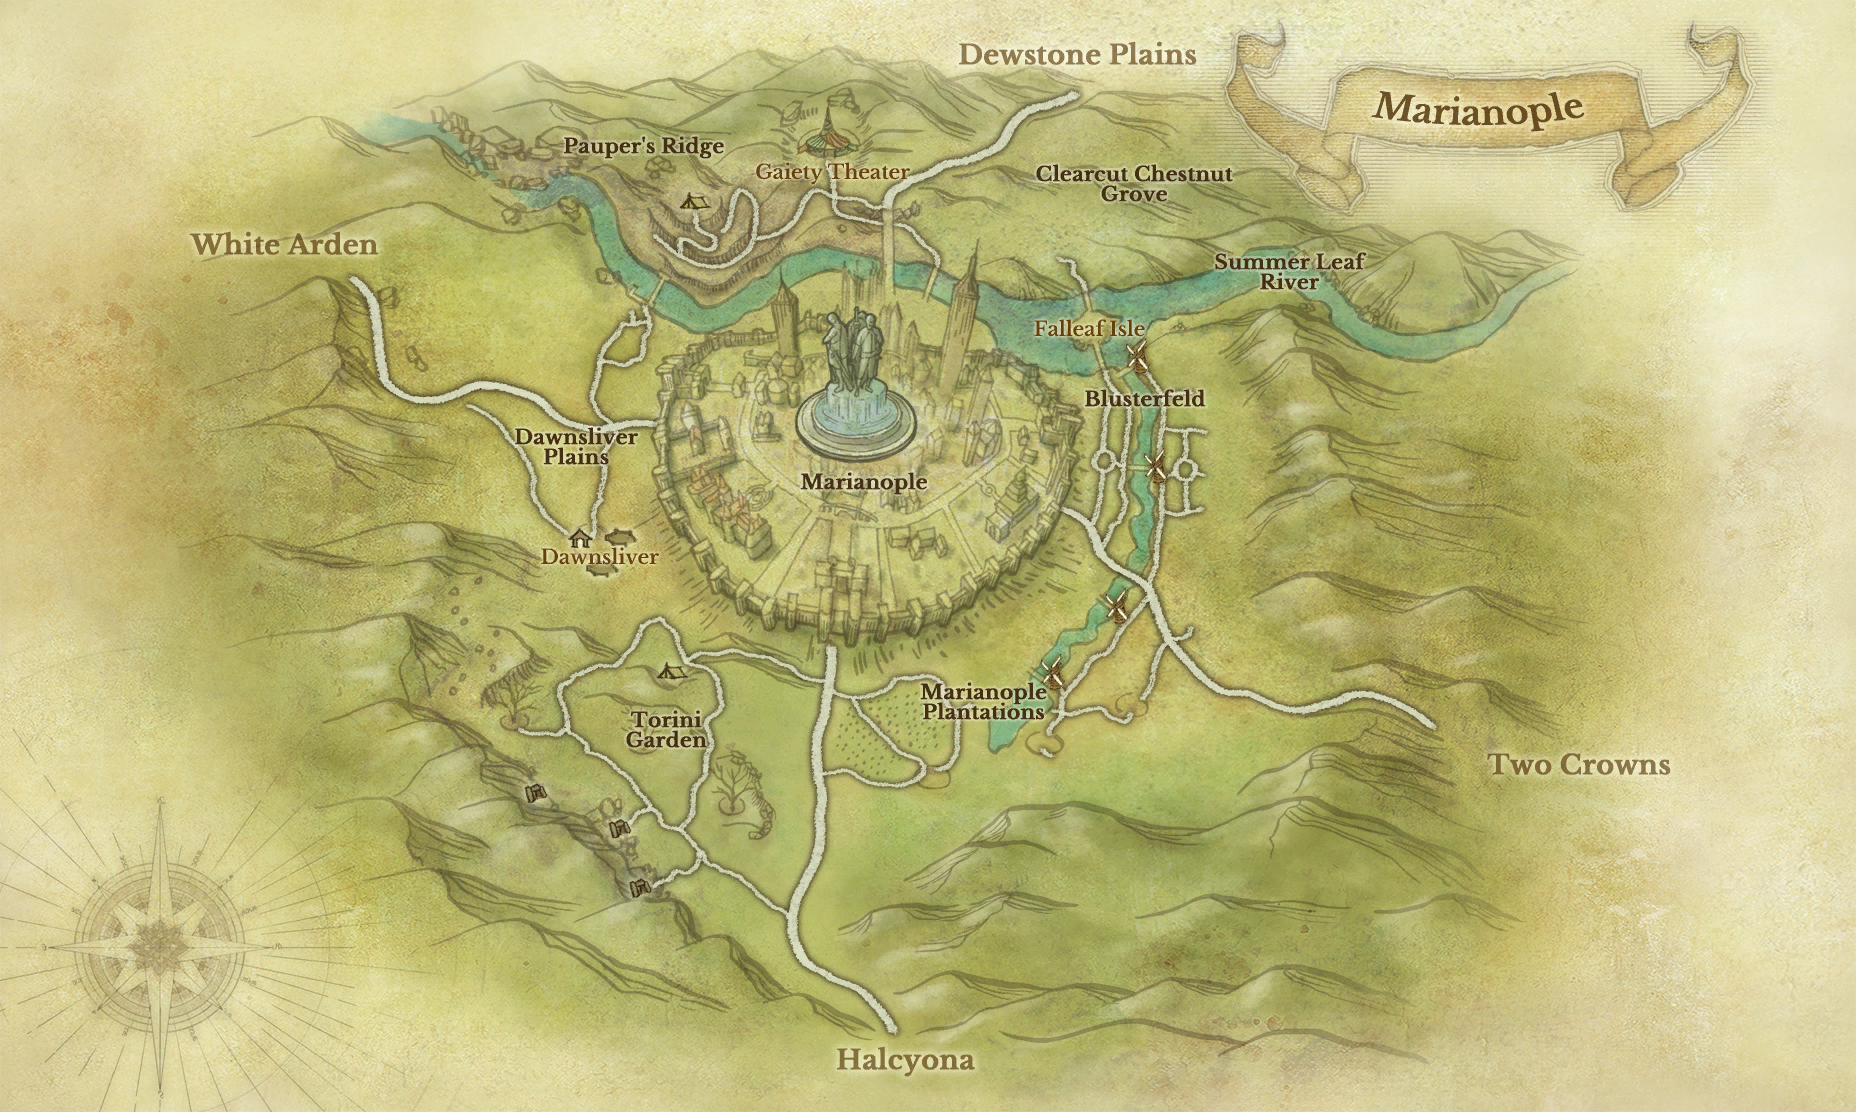 Dewstone Plains
Marianople
Pauper's Ridge
Gaiety Theater
Clearcut Chestnut
Grove
White Arden
Summer Leaf
River
Falleaf Isle
Blusterfeld
Dawnsliver
Plains
Marianople
Dawnsliver
Marianople
Plantations
Torini
Garden
Two Crowns
Halcyona